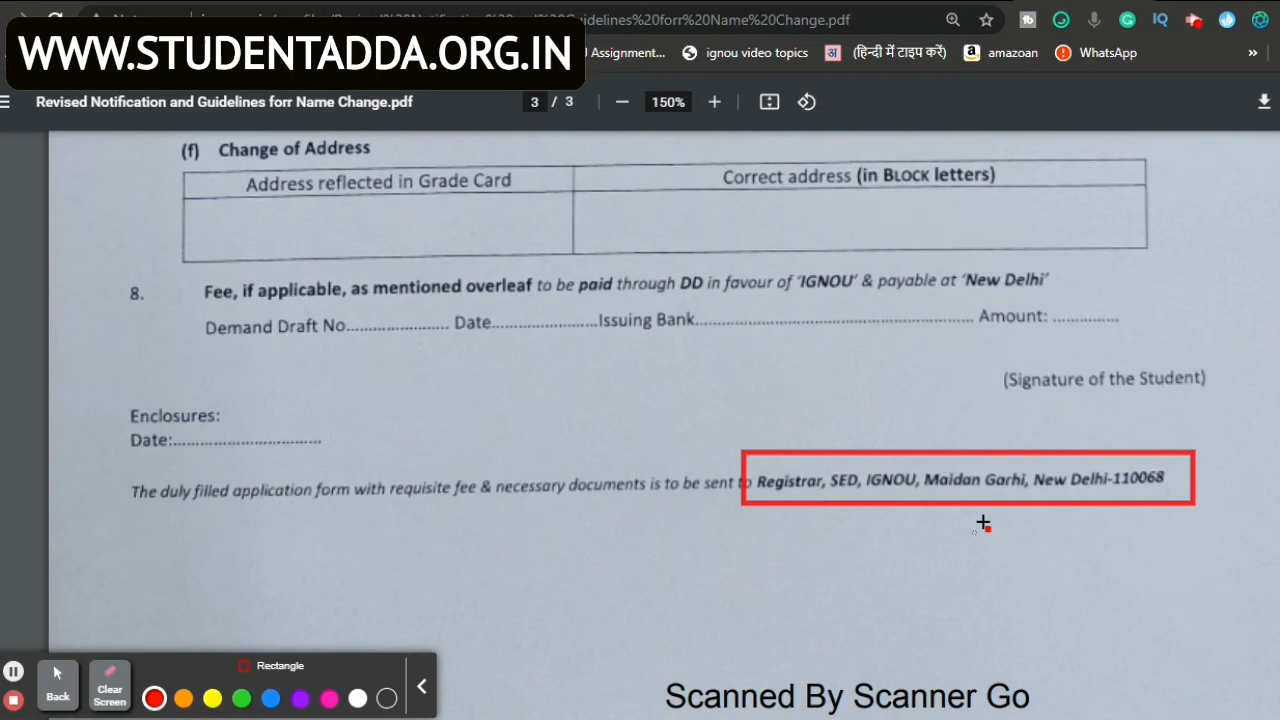 uidelines%20forr%20Name%20Change.pdf
WWW.STUDENTADDA.ORG.IN
Assignment...
ignou video topics
अ
(हिन्दी में टाइप करें)
amazoan
WhatsApp
»
Revised Notification and Guidelines forr Name Change.pdf
3 / 3
150%
(f) Change of Address
Address reflected in Grade Card
Correct address (in BLOCK letters)
8. Fee, if applicable, as mentioned overleaf to be paid through DD in favour of ‘IGNOU’ & payable at ‘New Delhi’
Demand Draft No..................... Date.....................Issuing Bank....................................................... Amount: .............
(Signature of the Student)
Enclosures:
Date:.................................
The duly filled application form with requisite fee & necessary documents is to be sent to Registrar, SED, IGNOU, Maidan Garhi, New Delhi-110068
Rectangle
Back
Clear
Screen
Scanned By Scanner Go